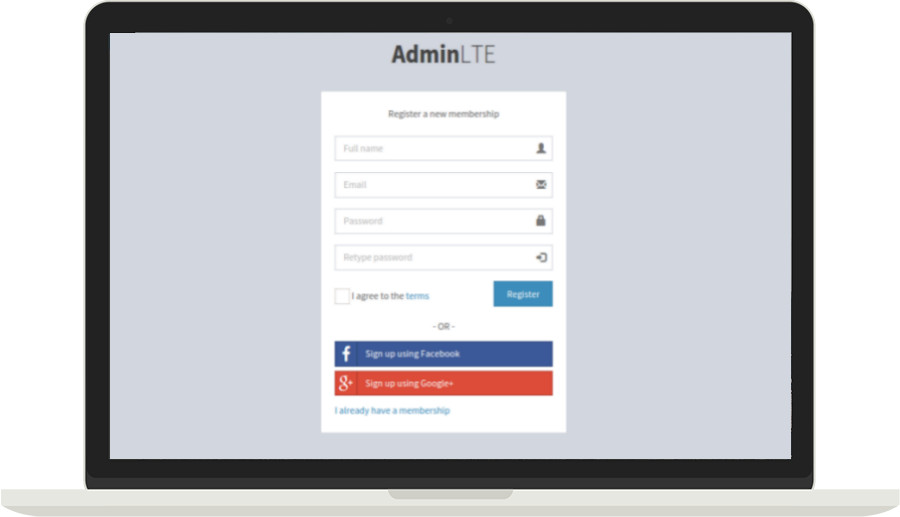 AdminLTE
Register a new membership
Full name
Email
Password
Retype password
I agree to the terms
Register
- OR -
Sign up using Facebook
Sign up using Google+
I already have a membership